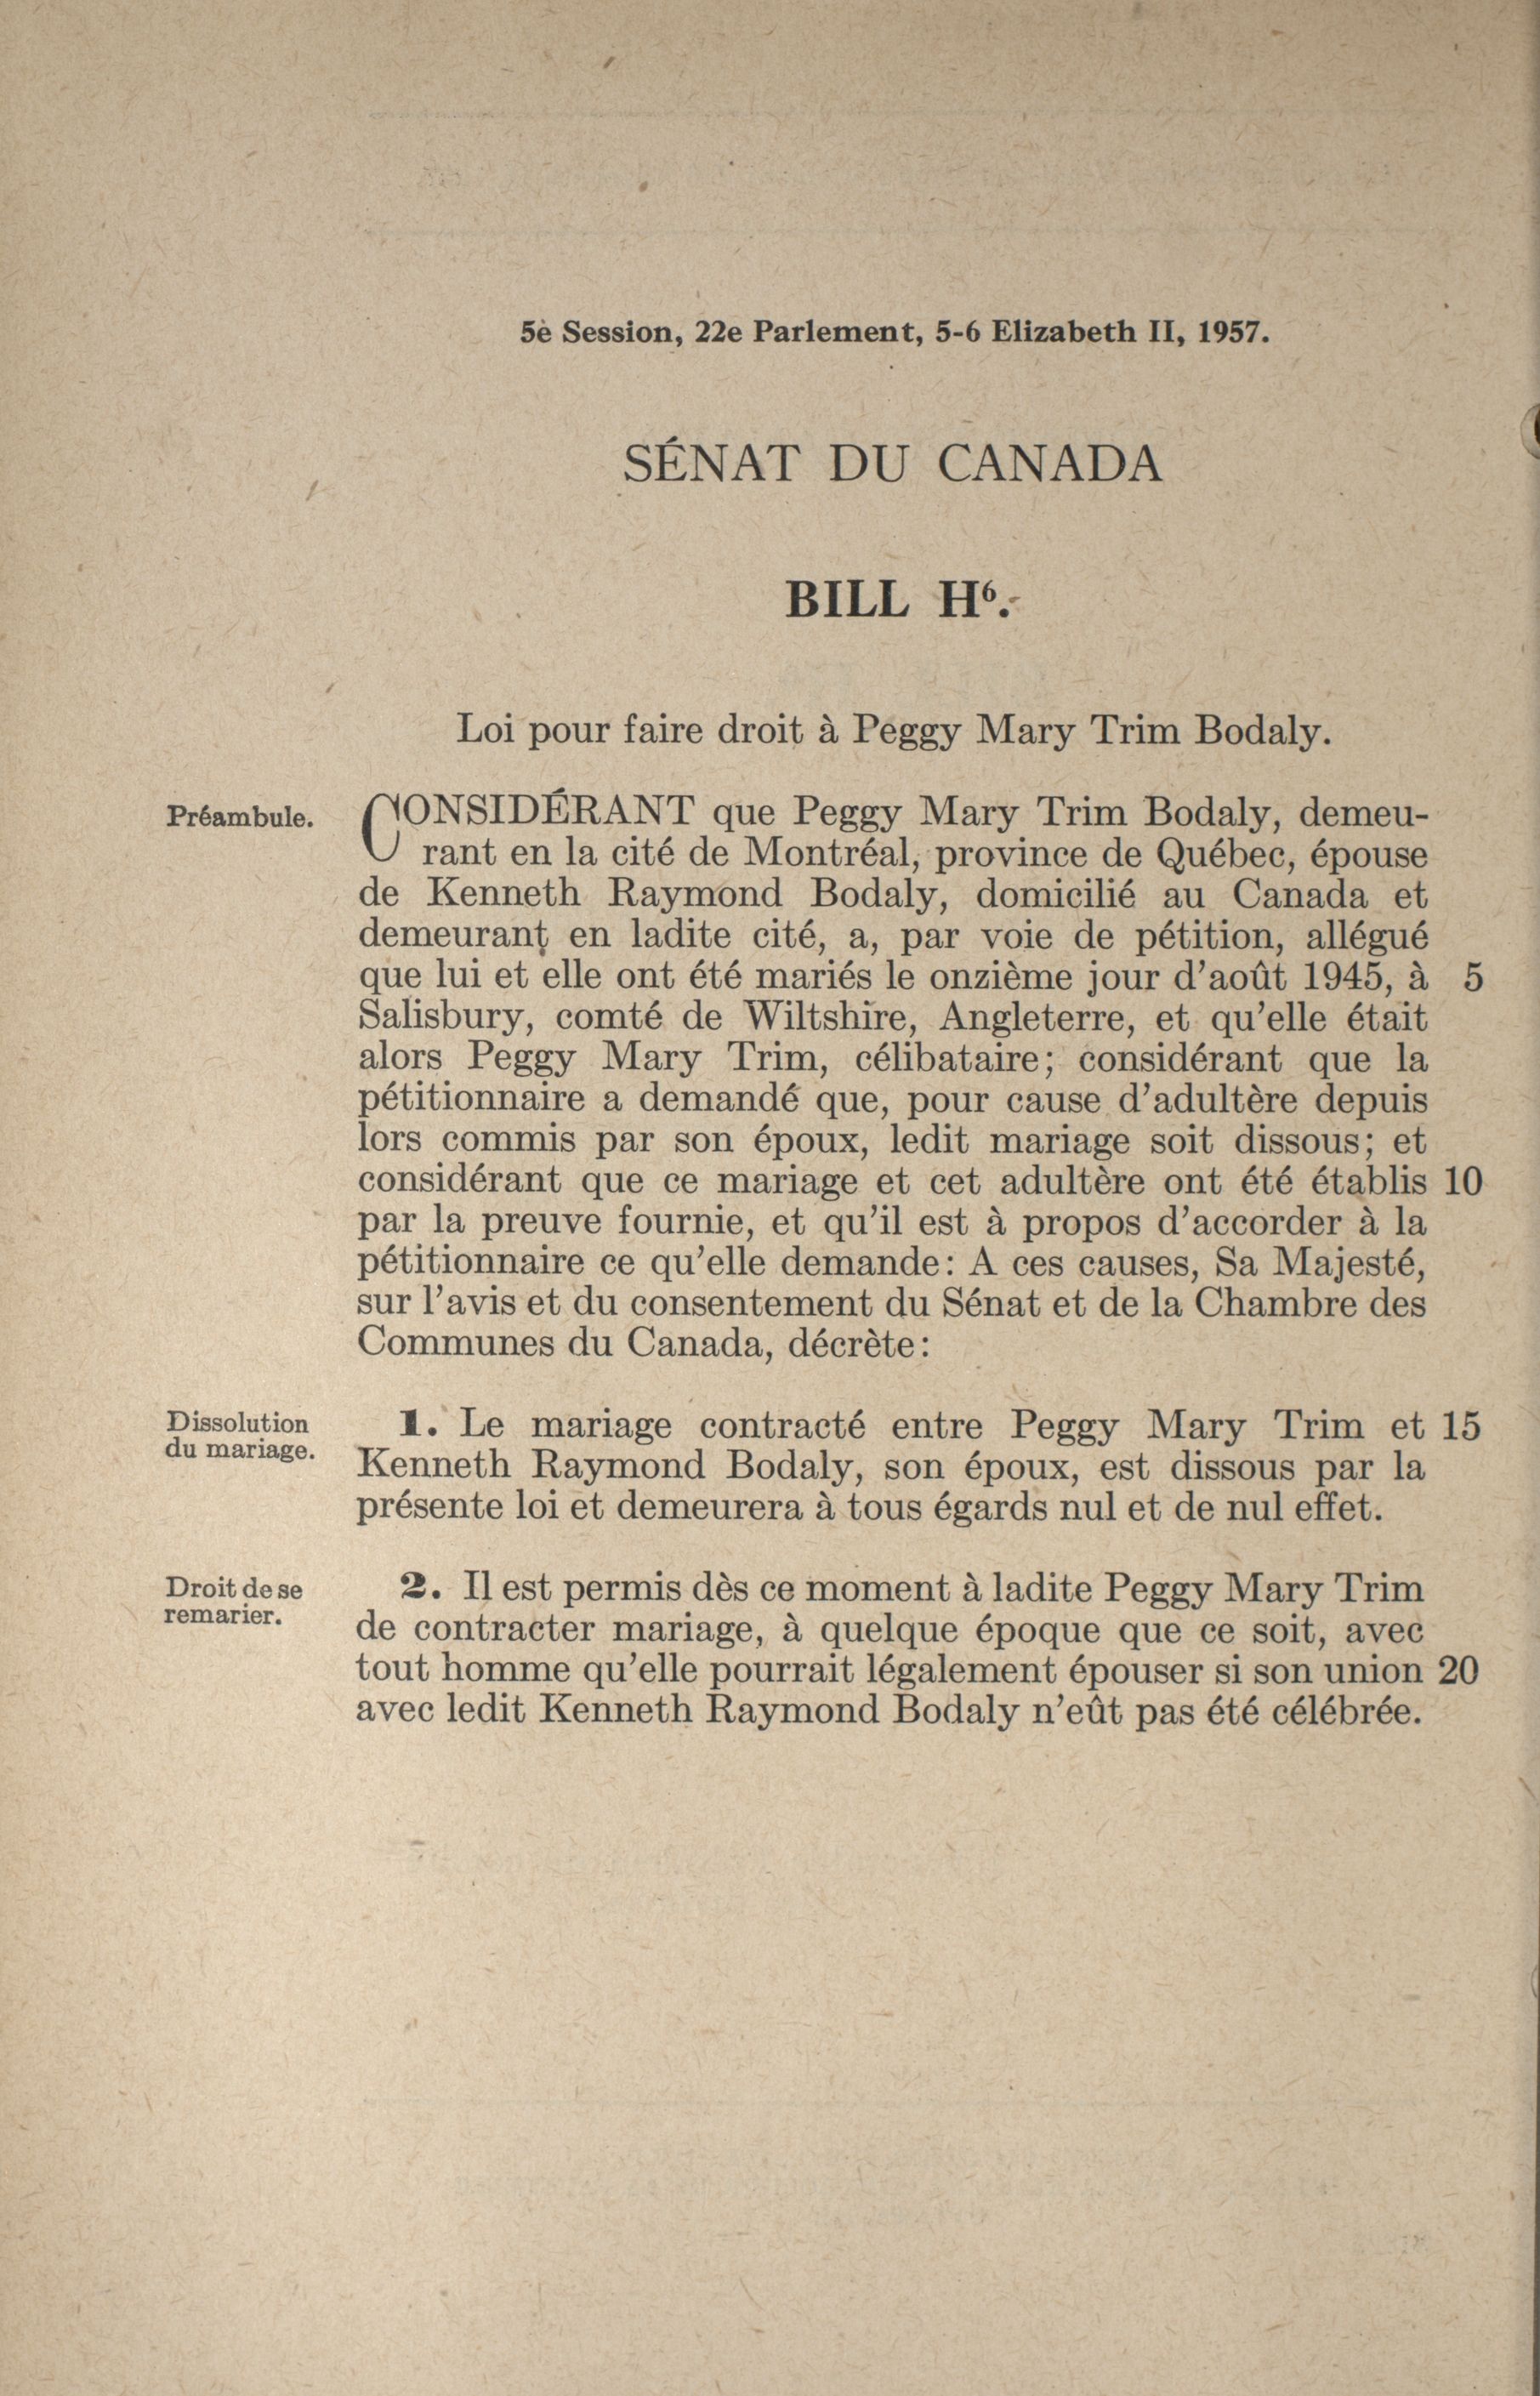 5e Session, 22e Parlement, 5-6 Elizabeth II, 1957.
SÉNAT DU CANADA
BILL H⁶.
Loi pour faire droit à Peggy Mary Trim Bodaly.
Préambule.
CONSIDÉRANT que Peggy Mary Trim Bodaly, demeu-
rant en la cité de Montréal, province de Québec, épouse
de Kenneth Raymond Bodaly, domicilié au Canada et
demeurant en ladite cité, a, par voie de pétition, allégué
que lui et elle ont été mariés le onzième jour d'août 1945, à 5
Salisbury, comté de Wiltshire, Angleterre, et qu'elle était
alors Peggy Mary Trim, célibataire; considérant que la
pétitionnaire a demandé que, pour cause d'adultère depuis
lors commis par son époux, ledit mariage soit dissous; et
considérant que ce mariage et cet adultère ont été établis 10
par la preuve fournie, et qu'il est à propos d'accorder à la
pétitionnaire ce qu'elle demande: A ces causes, Sa Majesté,
sur l'avis et du consentement du Sénat et de la Chambre des
Communes du Canada, décrète:
Dissolution
du mariage.
1. Le mariage contracté entre Peggy Mary Trim et 15
Kenneth Raymond Bodaly, son époux, est dissous par la
présente loi et demeurera à tous égards nul et de nul effet.
Droit de se
remarier.
2. Il est permis dès ce moment à ladite Peggy Mary Trim
de contracter mariage, à quelque époque que ce soit, avec
tout homme qu'elle pourrait légalement épouser si son union 20
avec ledit Kenneth Raymond Bodaly n'eût pas été célébrée.